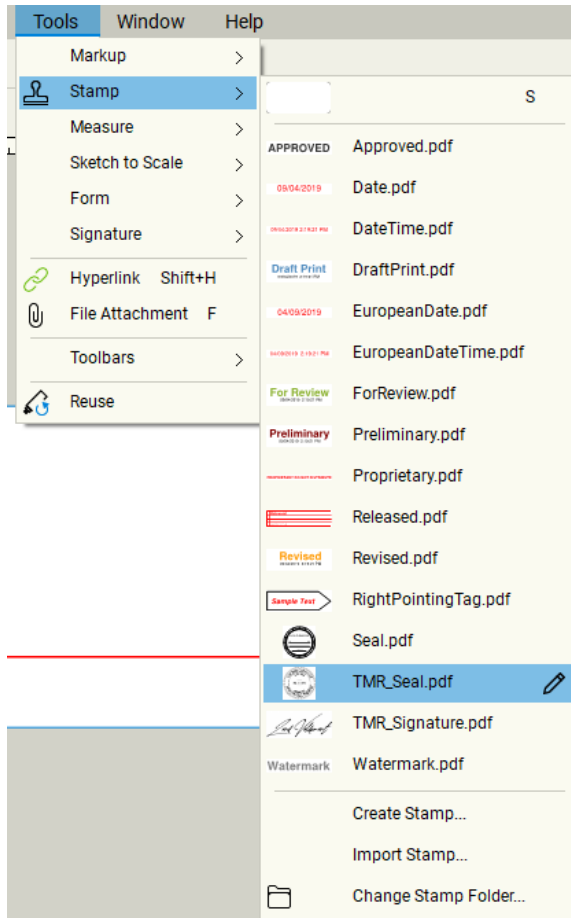 Tools Window Help
Markup
Stamp
Measure
Sketch to Scale
Form
Signature
Hyperlink Shift+H
File Attachment F
Toolbars
Reuse
S
APPROVED Approved.pdf
09/04/2019 Date.pdf
DateTime.pdf
Draft Print DraftPrint.pdf
04/09/2019 EuropeanDate.pdf
EuropeanDateTime.pdf
For Review ForReview.pdf
Preliminary Preliminary.pdf
Proprietary.pdf
Released.pdf
Revised Revised.pdf
Sample Text RightPointingTag.pdf
Seal.pdf
TMR_Seal.pdf
TMR_Signature.pdf
Watermark Watermark.pdf
Create Stamp...
Import Stamp...
Change Stamp Folder...